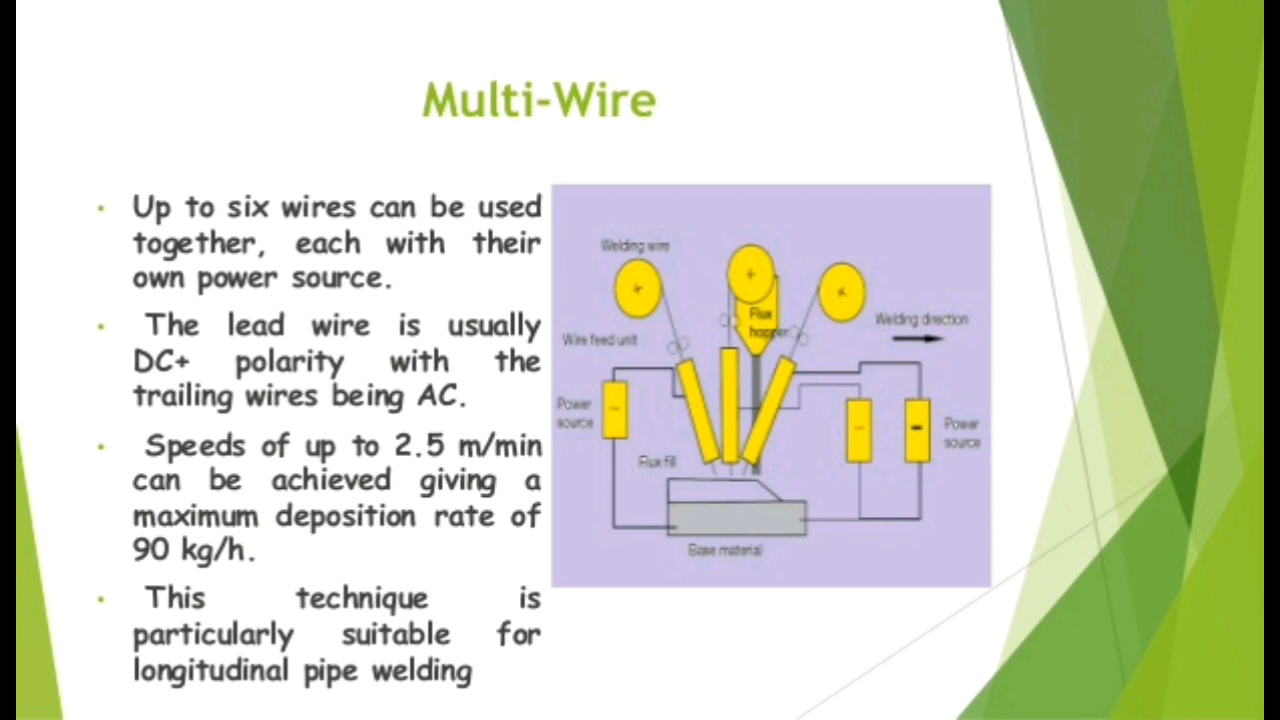 Multi-Wire
• Up to six wires can be used
together, each with their
own power source.
• The lead wire is usually
DC+ polarity with the
trailing wires being AC.
• Speeds of up to 2.5 m/min
can be achieved giving a
maximum deposition rate of
90 kg/h.
• This technique is
particularly suitable for
longitudinal pipe welding
Welding wire
Flux
hopper
Welding direction
Wire feed unit
Power
source
Power
source
Flux fill
Base material